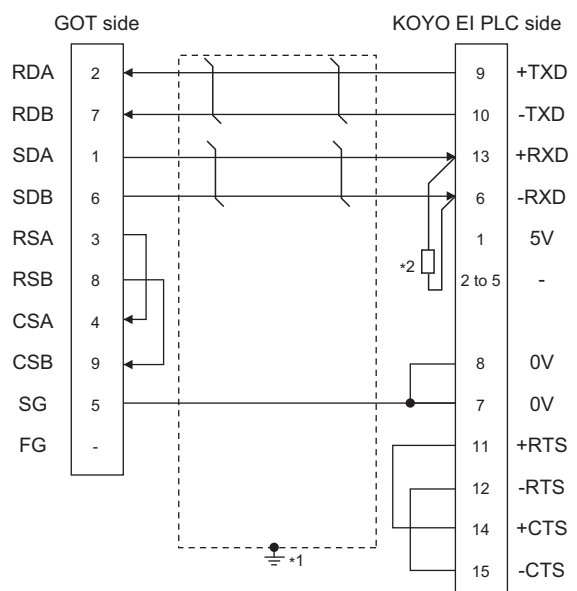 GOT side KOYO EI PLC side
RDA 2 9 +TXD
RDB 7 10 -TXD
SDA 1 13 +RXD
SDB 6 6 -RXD
RSA 3 1 5V
*2
RSB 8 2 to 5 -
CSA 4
CSB 9 8 0V
SG 5 7 0V
FG - 11 +RTS
12 -RTS
14 +CTS
*1
15 -CTS